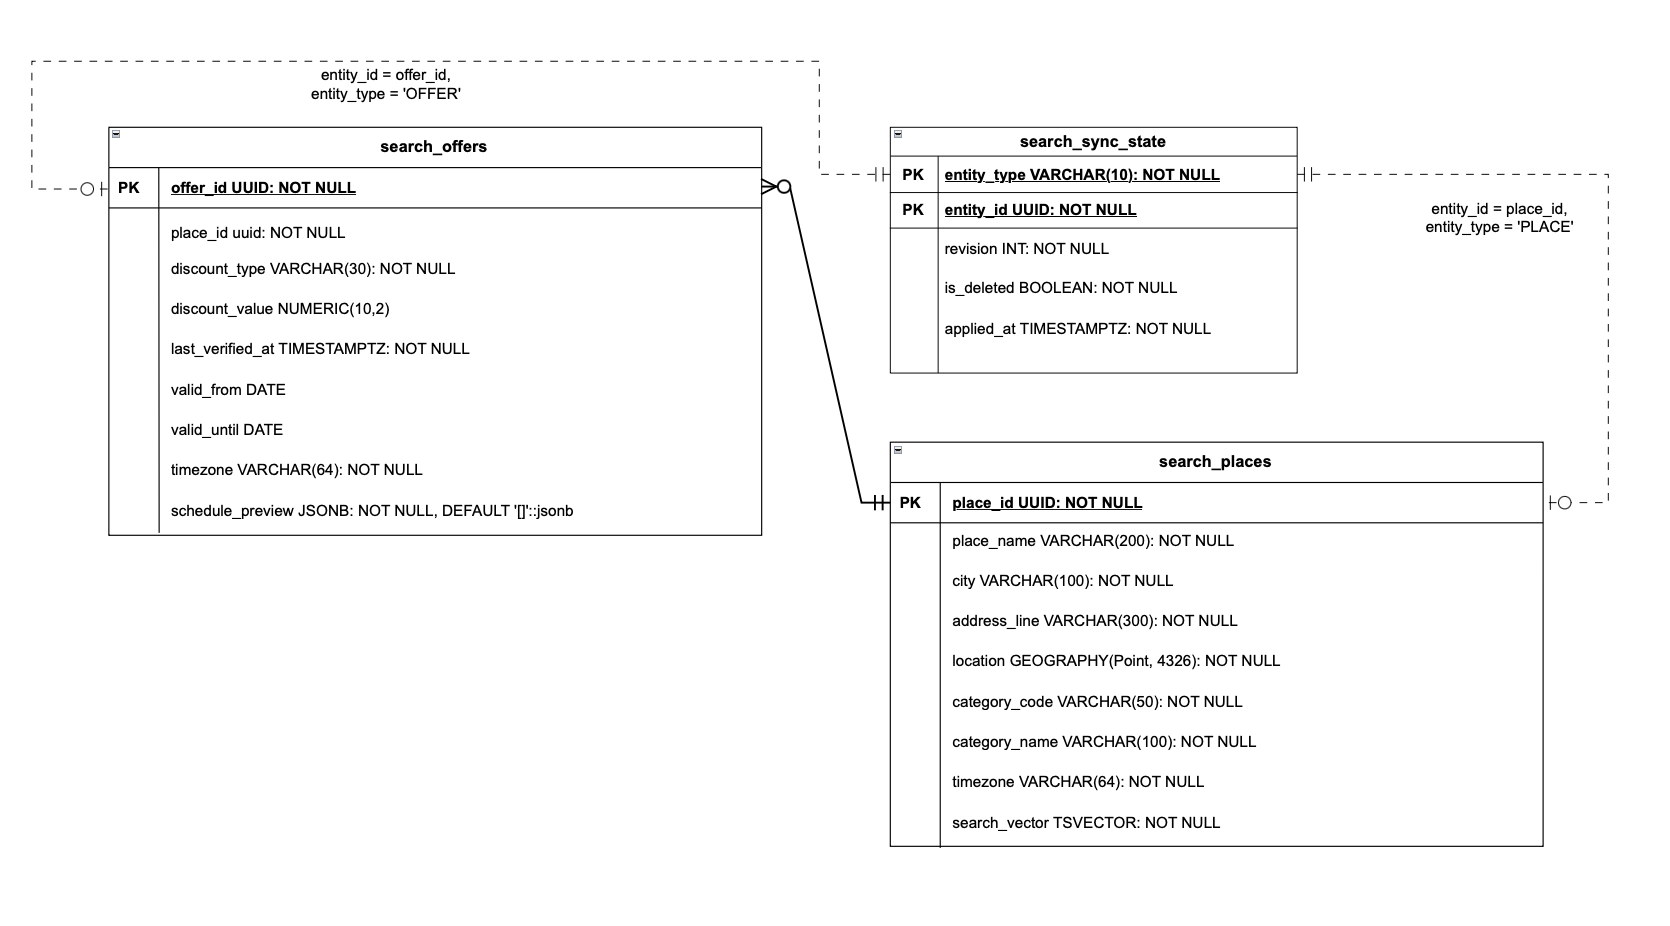 entity_id = offer_id,
entity_type = 'OFFER'
search_offers
PK offer_id UUID: NOT NULL
place_id uuid: NOT NULL
discount_type VARCHAR(30): NOT NULL
discount_value NUMERIC(10,2)
last_verified_at TIMESTAMPTZ: NOT NULL
valid_from DATE
valid_until DATE
timezone VARCHAR(64): NOT NULL
schedule_preview JSONB: NOT NULL, DEFAULT '[]'::jsonb
search_sync_state
PK entity_type VARCHAR(10): NOT NULL
PK entity_id UUID: NOT NULL
revision INT: NOT NULL
is_deleted BOOLEAN: NOT NULL
applied_at TIMESTAMPTZ: NOT NULL
entity_id = place_id,
entity_type = 'PLACE'
search_places
PK place_id UUID: NOT NULL
place_name VARCHAR(200): NOT NULL
city VARCHAR(100): NOT NULL
address_line VARCHAR(300): NOT NULL
location GEOGRAPHY(Point, 4326): NOT NULL
category_code VARCHAR(50): NOT NULL
category_name VARCHAR(100): NOT NULL
timezone VARCHAR(64): NOT NULL
search_vector TSVECTOR: NOT NULL